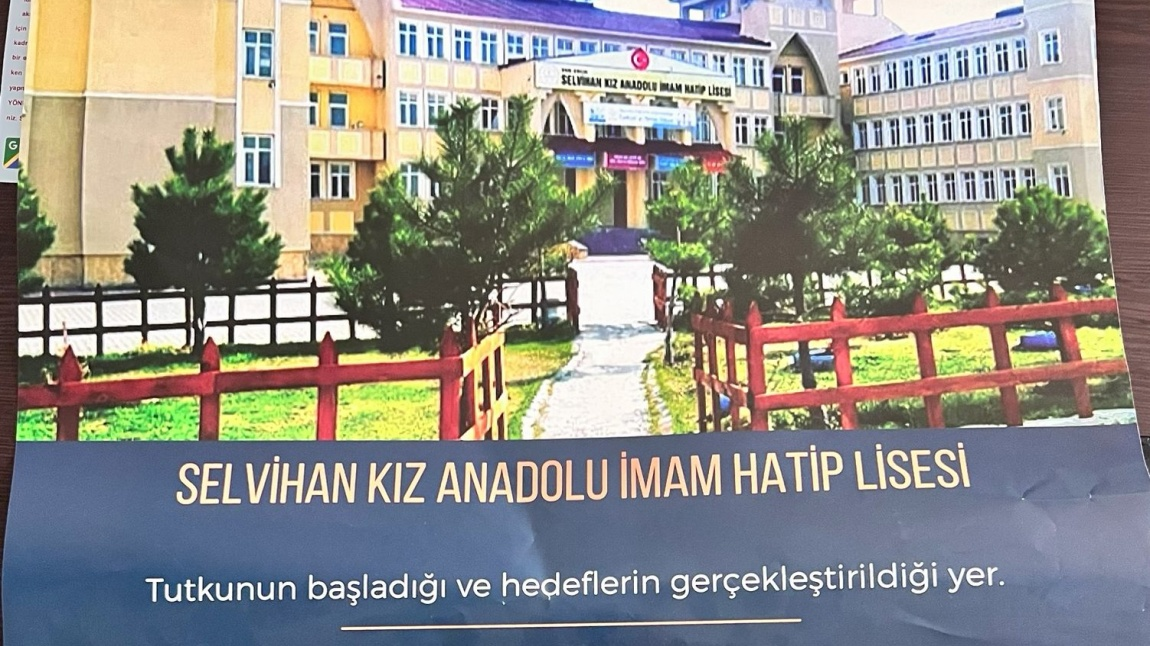 SELVİHAN KIZ ANADOLU İMAM HATİP LİSESİ
SELVİHAN KIZ ANADOLU İMAM HATİP LİSESİ
Tutkunun başladığı ve hedeflerin gerçekleştirildiği yer.